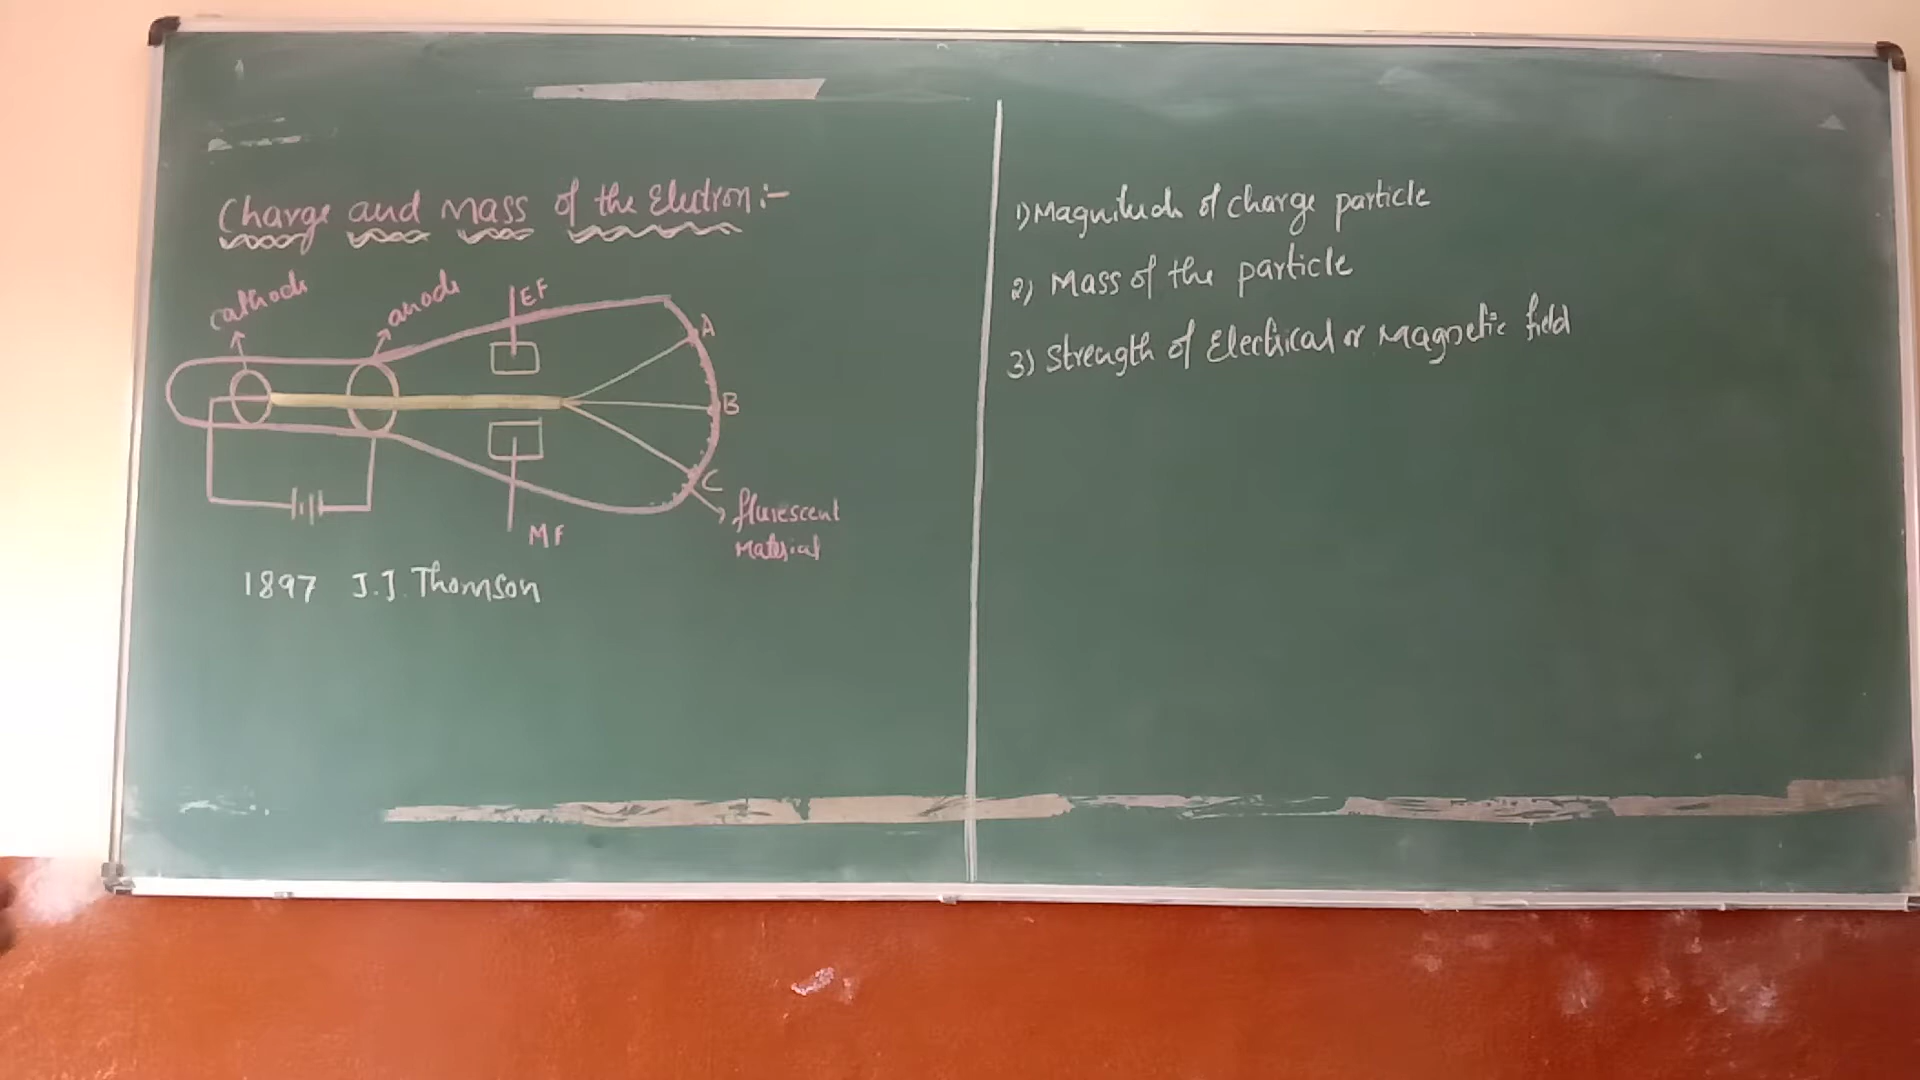 Charge and Mass of the Electron:-
cathode
anode
EF
A
B
C
flurescent
Material
MF
1897 J.J. Thomson
1) Magnitude of charge particle
2) Mass of the particle
3) Strength of Electrical or Magnetic field